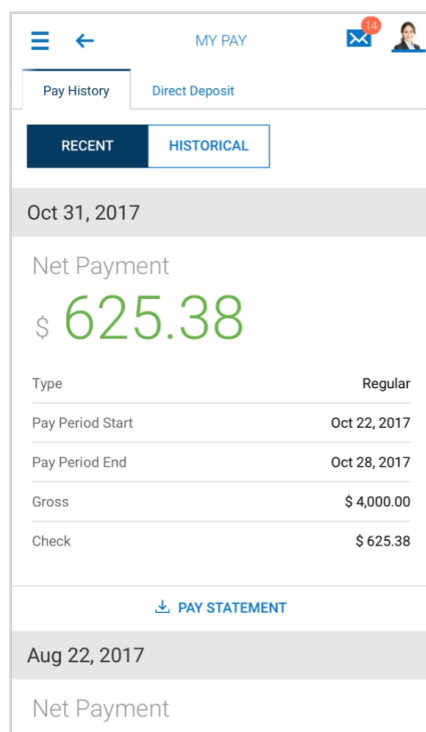 MY PAY
14
Pay History Direct Deposit
RECENT HISTORICAL
Oct 31, 2017
Net Payment
$ 625.38
Type Regular
Pay Period Start Oct 22, 2017
Pay Period End Oct 28, 2017
Gross $ 4,000.00
Check $ 625.38
PAY STATEMENT
Aug 22, 2017
Net Payment